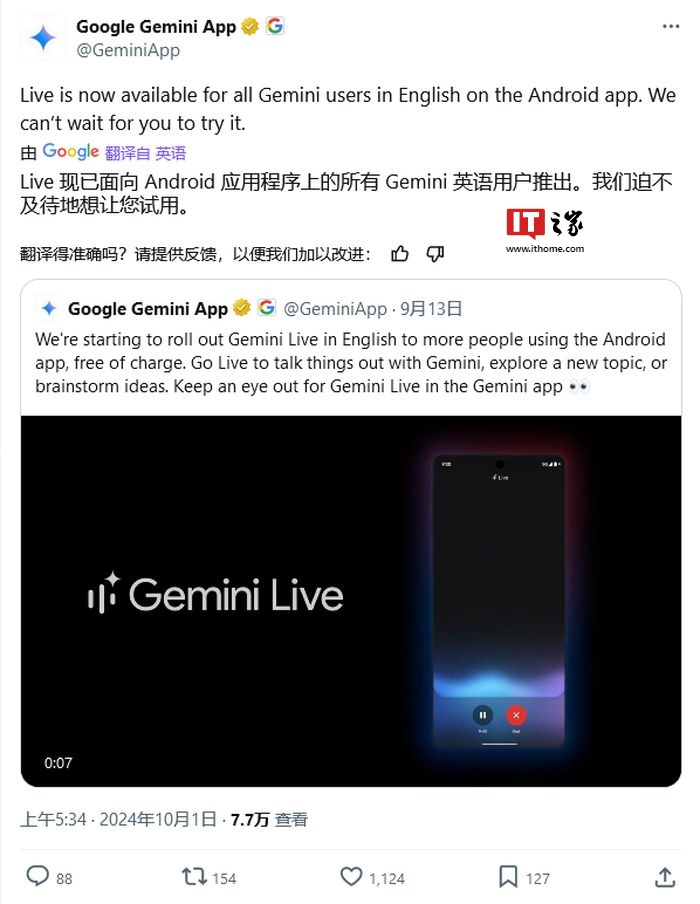 Google Gemini App
@GeminiApp
Live is now available for all Gemini users in English on the Android app. We
can't wait for you to try it.
由 Google 翻译自 英语
Live 现已面向 Android 应用程序上的所有 Gemini 英语用户推出。我们迫不
及待地想让您试用。
IT之家
www.ithome.com
翻译得准确吗？请提供反馈，以便我们加以改进：
Google Gemini App @GeminiApp · 9月13日
We're starting to roll out Gemini Live in English to more people using the Android
app, free of charge. Go Live to talk things out with Gemini, explore a new topic, or
brainstorm ideas. Keep an eye out for Gemini Live in the Gemini app 👀
Live
Gemini Live
0:07
上午5:34 · 2024年10月1日 · 7.7万 查看
88
154
1,124
127